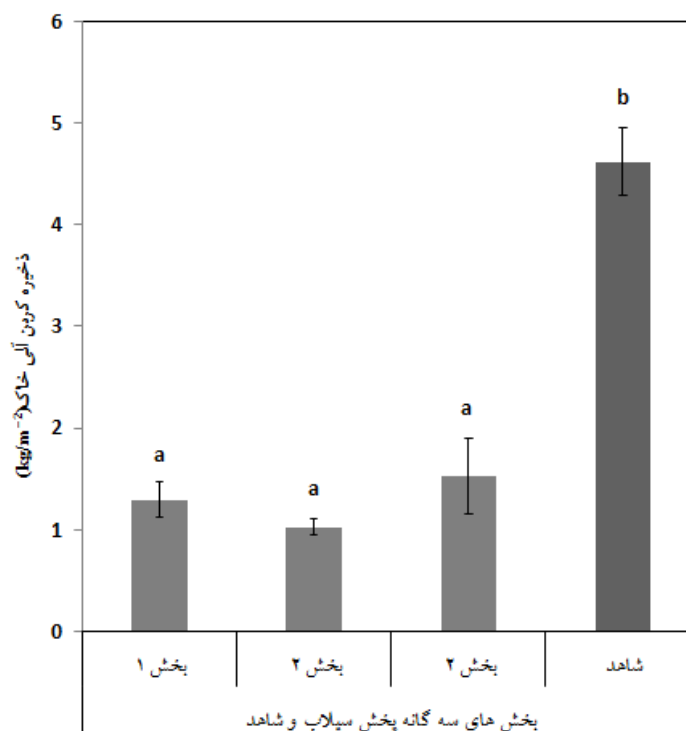 6
5
4
3
2
1
0
ذخیره کربن آلی خاک(kg/m⁻²)
a
a
a
b
بخش ۱
بخش ۲
بخش ۲
شاهد
بخش های سه گانه پخش سیلاب و شاهد